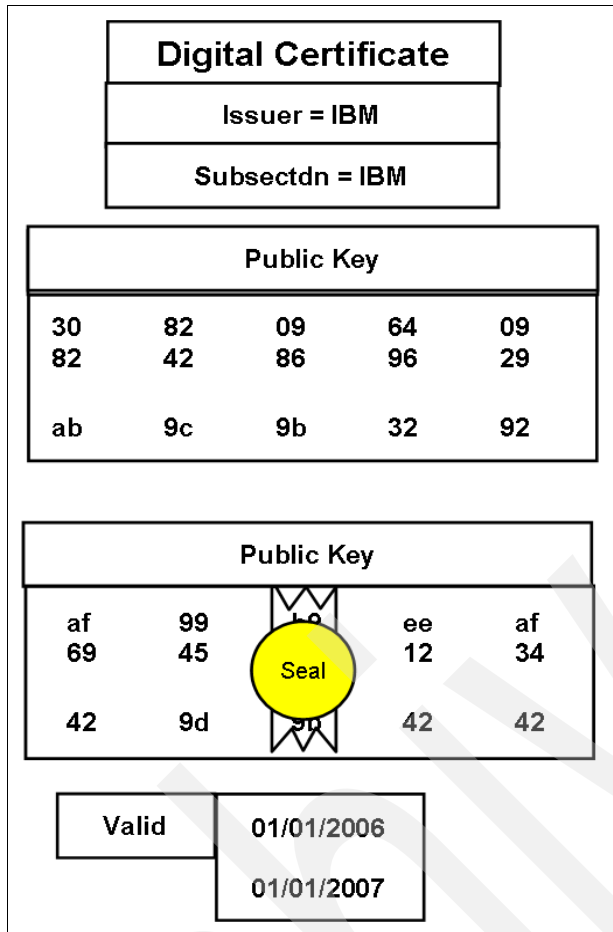 Digital Certificate
Issuer = IBM
Subsectdn = IBM
Public Key
30 82 09 64 09
82 42 86 96 29
ab 9c 9b 32 92
Public Key
af 99 ee af
69 45 Seal 12 34
42 9d 9b 42 42
Valid 01/01/2006
01/01/2007